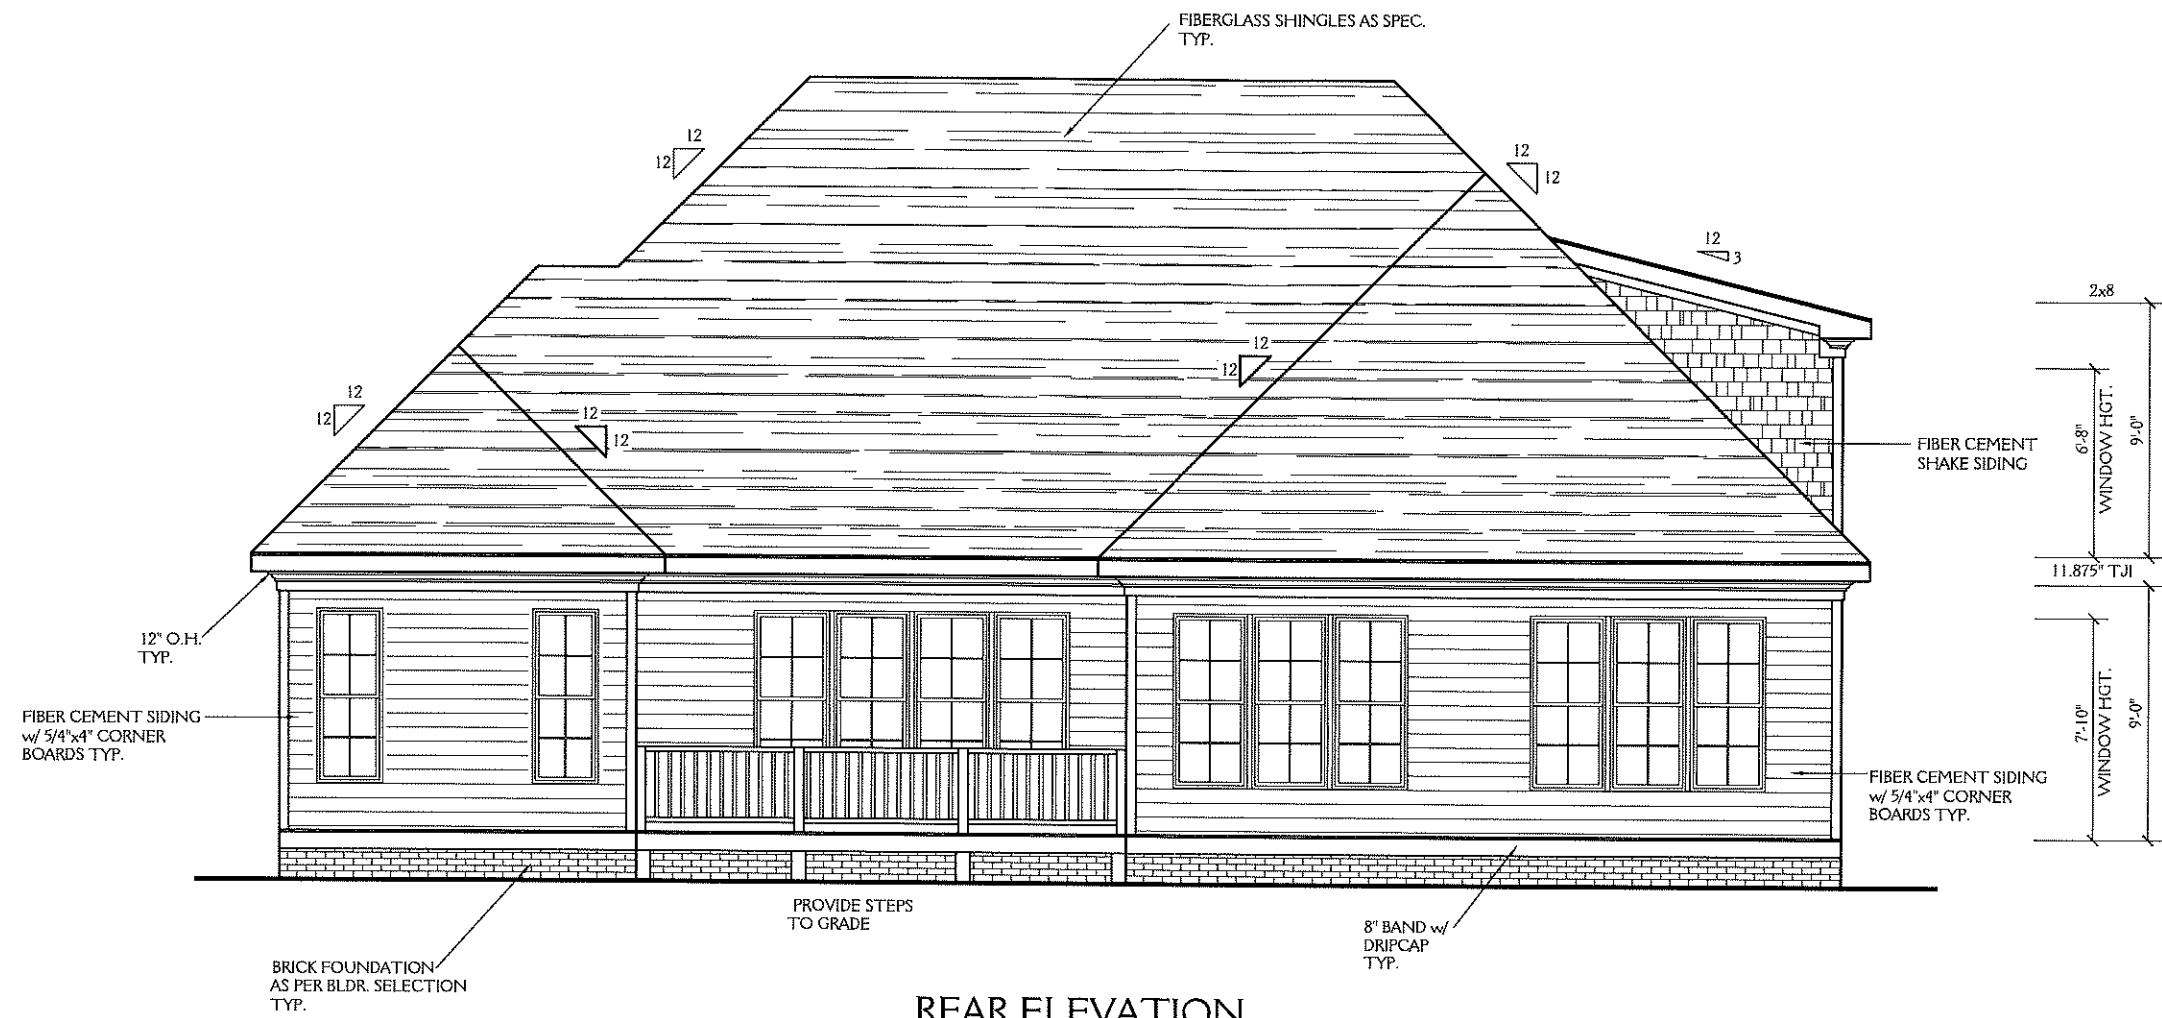 FIBERGLASS SHINGLES AS SPEC.
TYP.
12
12
12
12
12
3
2x8
12
12
12
12
12
12
6'-8"
WINDOW HGT.
9'-0"
FIBER CEMENT
SHAKE SIDING
11.875" TJI
12" O.H.
TYP.
FIBER CEMENT SIDING
w/ 5/4"x4" CORNER
BOARDS TYP.
7'-10"
WINDOW HGT.
9'-0"
FIBER CEMENT SIDING
w/ 5/4"x4" CORNER
BOARDS TYP.
PROVIDE STEPS
TO GRADE
8" BAND w/
DRIPCAP
TYP.
BRICK FOUNDATION
AS PER BLDR. SELECTION
TYP.
REAR ELEVATION